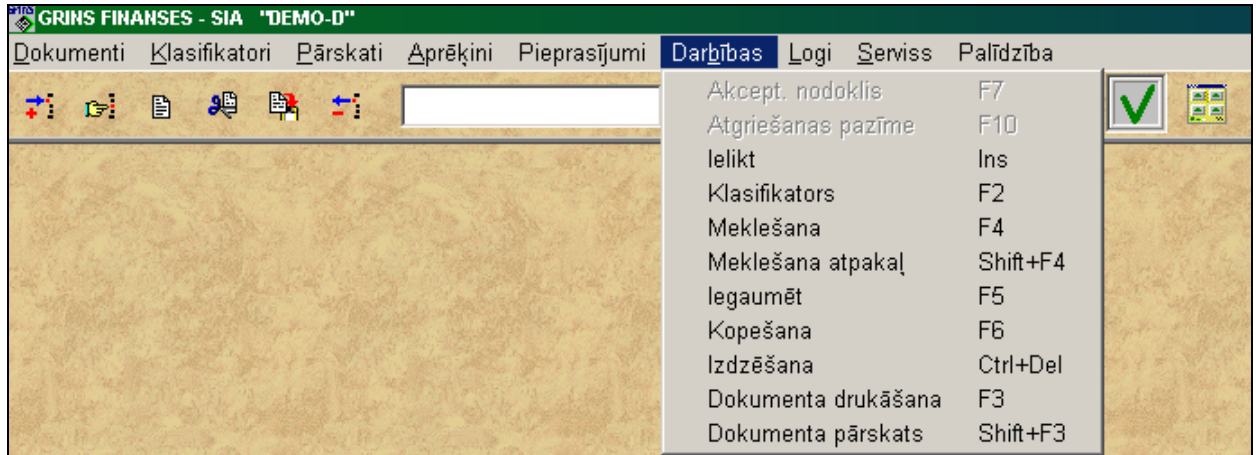 GRINS FINANSES - SIA "DEMO-D"
Dokumenti Klasifikatori Pārskati Aprēķini Pieprasījumi Darbības Logi Serviss Palīdzība
Akcept. nodoklis F7
Atgriešanas pazīme F10
Ielikt Ins
Klasifikators F2
Meklešana F4
Meklešana atpakaļ Shift+F4
Iegaumēt F5
Kopešana F6
Izdzēšana Ctrl+Del
Dokumenta drukāšana F3
Dokumenta pārskats Shift+F3